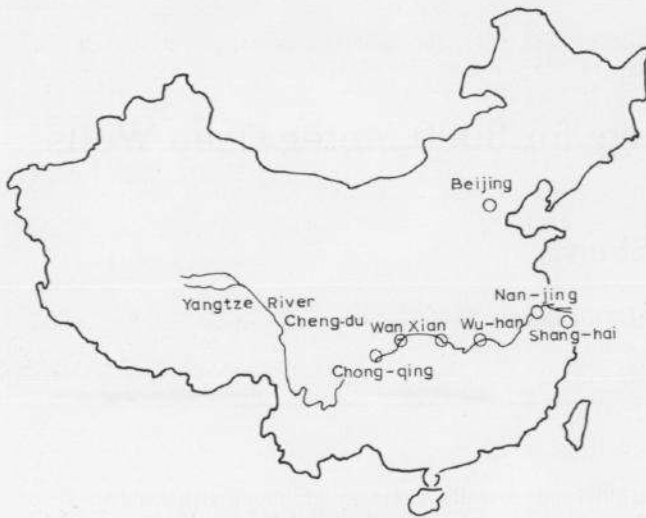 Beijing
Nan-jing
Yangtze River
Cheng-du
Wan Xian
Wu-han
Shang-hai
Chong-qing